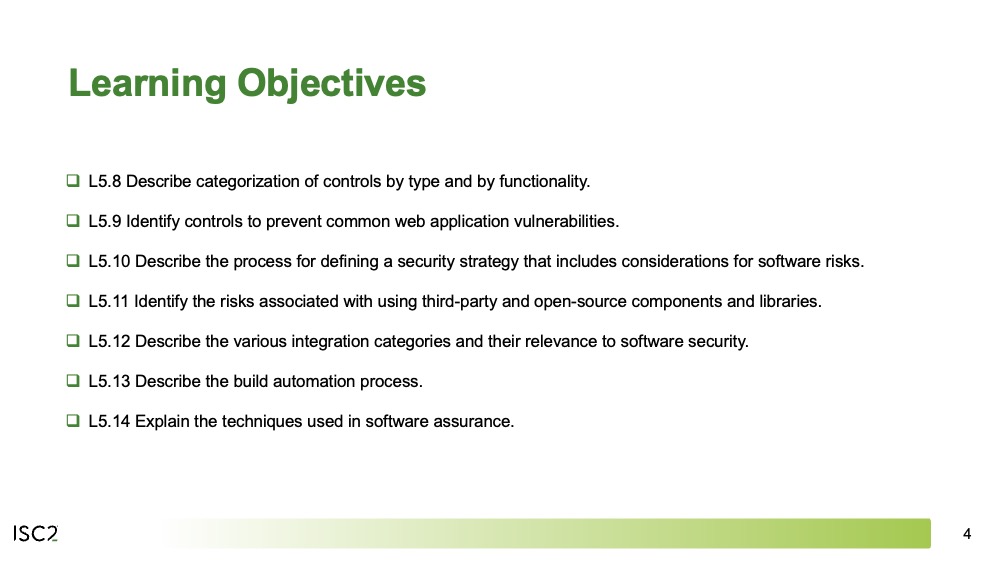 Learning Objectives
L5.8 Describe categorization of controls by type and by functionality.
L5.9 Identify controls to prevent common web application vulnerabilities.
L5.10 Describe the process for defining a security strategy that includes considerations for software risks.
L5.11 Identify the risks associated with using third-party and open-source components and libraries.
L5.12 Describe the various integration categories and their relevance to software security.
L5.13 Describe the build automation process.
L5.14 Explain the techniques used in software assurance.
ISC2
4